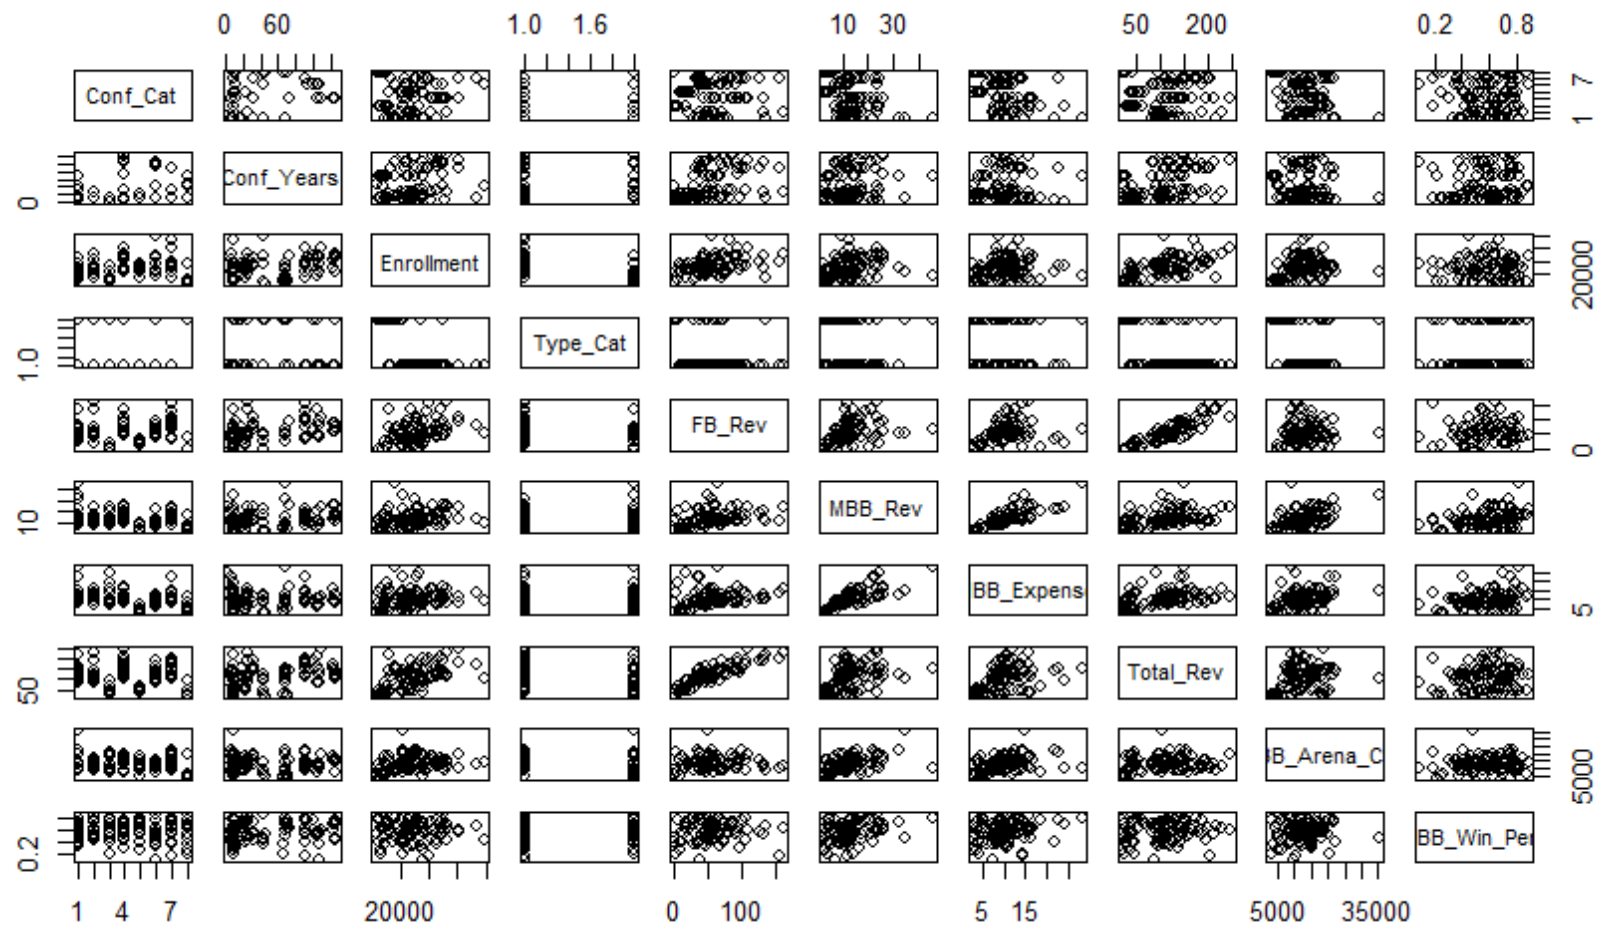 0 60 1.0 1.6 10 30 50 200 0.2 0.8
Conf_Cat 1 7
0 Conf_Years
Enrollment 20000
1.0 Type_Cat
FB_Rev 0
10 MBB_Rev
BB_Expens 5
50 Total_Rev
BB_Arena_C 5000
0.2 BB_Win_Per
1 4 7 20000 0 100 5 15 5000 35000